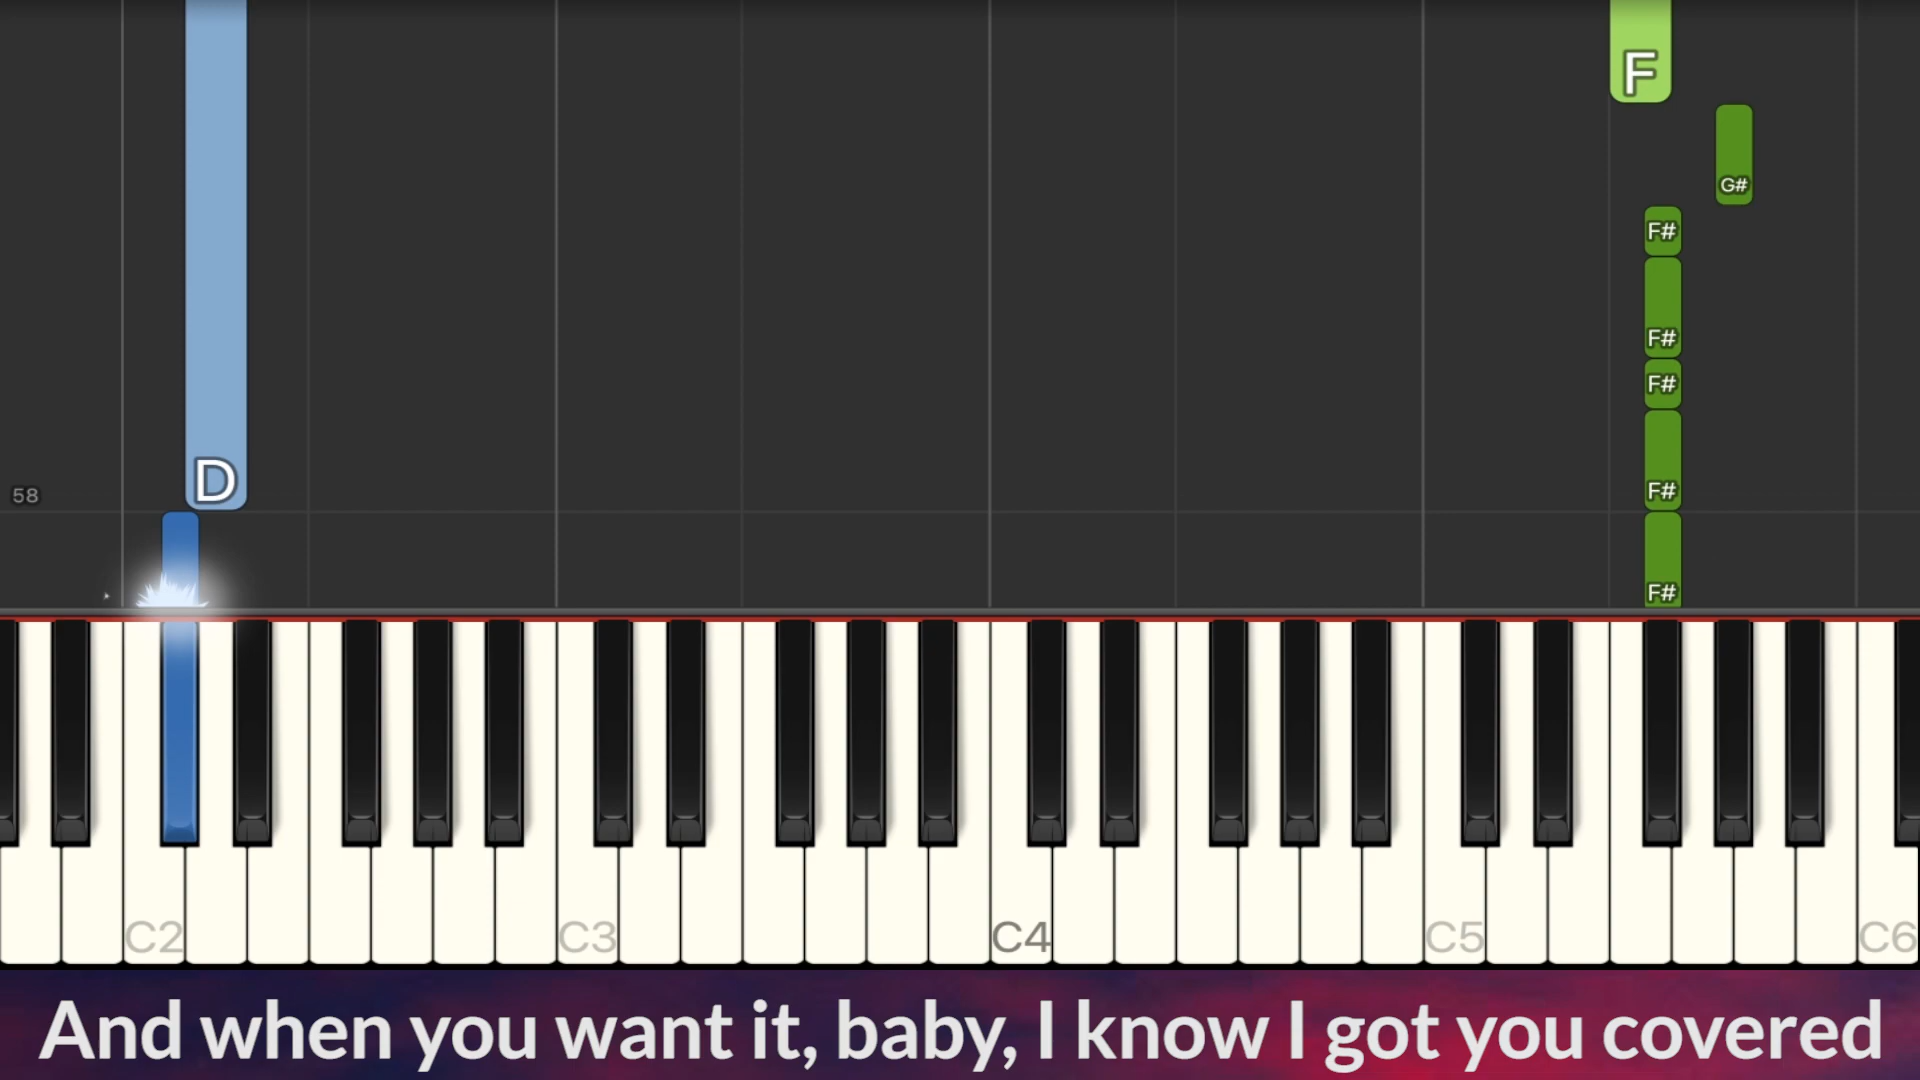 F
G#
F#
F#
F#
D
F#
58
F#
C2 C3 C4 C5 C6
And when you want it, baby, I know I got you covered